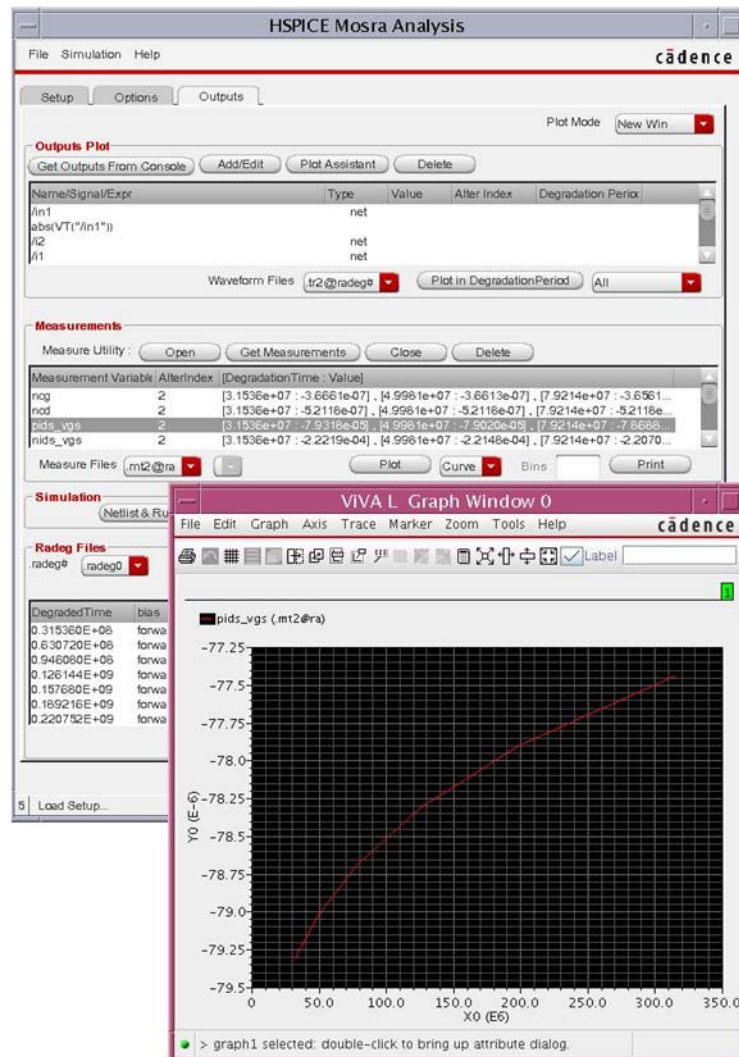 HSPICE Mosra Analysis
File Simulation Help cādence
Setup Options Outputs
Plot Mode New Win
Outputs Plot
Get Outputs From Console Add/Edit Plot Assistant Delete
Name/Signal/Expr Type Value Alter Index Degradation Perioc
/in1 net
abs(VT("/in1"))
/i2 net
/i1 net
Waveform Files .tr2@radeg# Plot in DegradationPeriod All
Measurements
Measure Utility : Open Get Measurements Close Delete
Measurement Variable AlterIndex [DegradationTime : Value]
ncg 2 [3.1536e+07 : -3.6661e-07] , [4.9981e+07 : -3.6613e-07] , [7.9214e+07 : -3.6561...
ncd 2 [3.1536e+07 : -5.2118e-07] , [4.9981e+07 : -5.2118e-07] , [7.9214e+07 : -5.2118e...
pids_vgs 2 [3.1536e+07 : -7.9318e-05] , [4.9981e+07 : -7.9020e-05] , [7.9214e+07 : -7.8688...
nids_vgs 2 [3.1536e+07 : -2.2219e-04] , [4.9981e+07 : -2.2148e-04] , [7.9214e+07 : -2.2070...
Measure Files .mt2@ra Plot Curve Bins Print
Simulation
Netlist & Ru
Radeg Files
.radeg# .radeg0
DegradedTime bias
0.315360E+08 forwa
0.630720E+08 forwa
0.946080E+08 forwa
0.126144E+09 forwa
0.157680E+09 forwa
0.189216E+09 forwa
0.220752E+09 forwa
5 Load Setup...
ViVA L Graph Window 0
File Edit Graph Axis Trace Marker Zoom Tools Help cādence
Label
1
pids_vgs (.mt2@ra)
-77.25
-77.5
-77.75
-78.0
-78.25
-78.5
-78.75
-79.0
-79.25
-79.5
Y0 (E-6)
0 50.0 100.0 150.0 200.0 250.0 300.0 350.0
X0 (E6)
> graph1 selected: double-click to bring up attribute dialog.